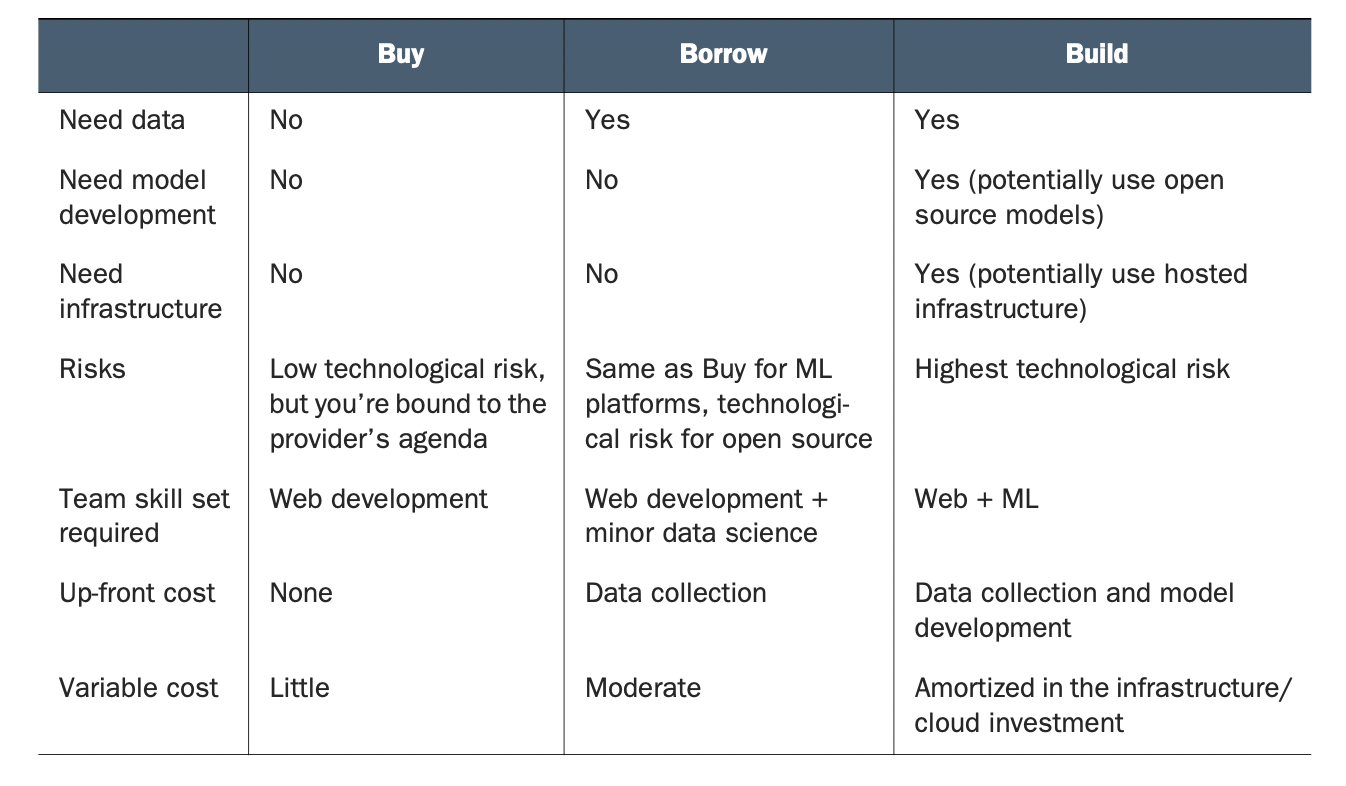 Buy Borrow Build
Need data No Yes Yes
Need model No No Yes (potentially use open
development source models)
Need No No Yes (potentially use hosted
infrastructure infrastructure)
Risks Low technological risk, Same as Buy for ML Highest technological risk
but you’re bound to the platforms, technologi-
provider’s agenda cal risk for open source
Team skill set Web development Web development + Web + ML
required minor data science
Up-front cost None Data collection Data collection and model
development
Variable cost Little Moderate Amortized in the infrastructure/
cloud investment